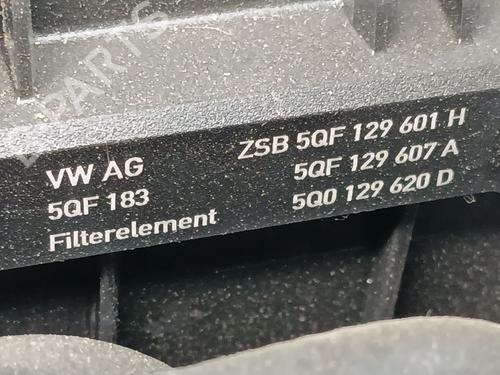 VW AG ZSB 5QF 129 601 H
5QF 183 5QF 129 607 A
Filterelement 5Q0 129 620 D